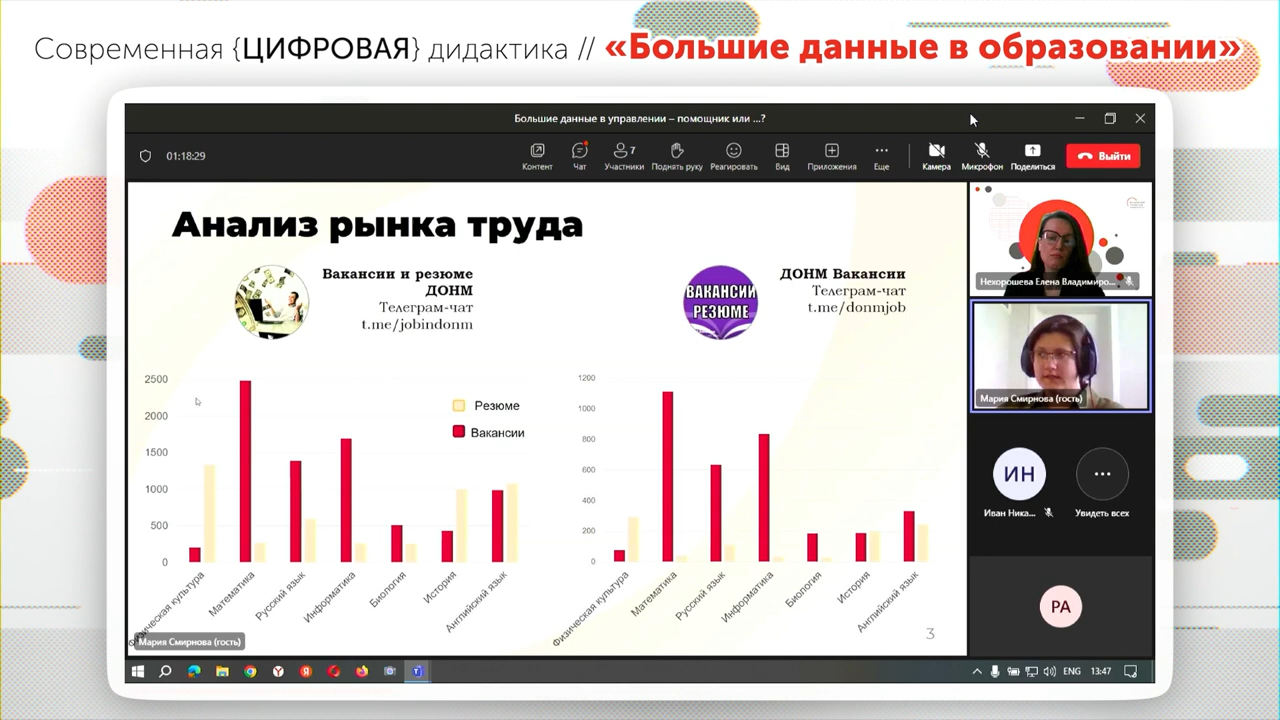 Современная {ЦИФРОВАЯ} дидактика // «Большие данные в образовании»
Большие данные в управлении – помощник или ...?
01:18:29
Контент
Чат
7
Участники
Поднять руку
Реагировать
Вид
Приложения
Еще
Камера
Микрофон
Поделиться
Выйти
Анализ рынка труда
Вакансии и резюме
ДОНМ
Телеграм-чат
t.me/jobindonm
ВАКАНСИИ
РЕЗЮМЕ
ДОНМ Вакансии
Телеграм-чат
t.me/donmjob
2500
2000
1500
1000
500
0
Резюме
Вакансии
Физическая культура
Математика
Русский язык
Информатика
Биология
История
Английский язык
1200
1000
800
600
400
200
0
Физическая культура
Математика
Русский язык
Информатика
Биология
История
Английский язык
3
Мария Смирнова (гость)
Нехорошева Елена Владимиро...
Мария Смирнова (гость)
ИН
Иван Ника...
Увидеть всех
РА
ENG
13:47